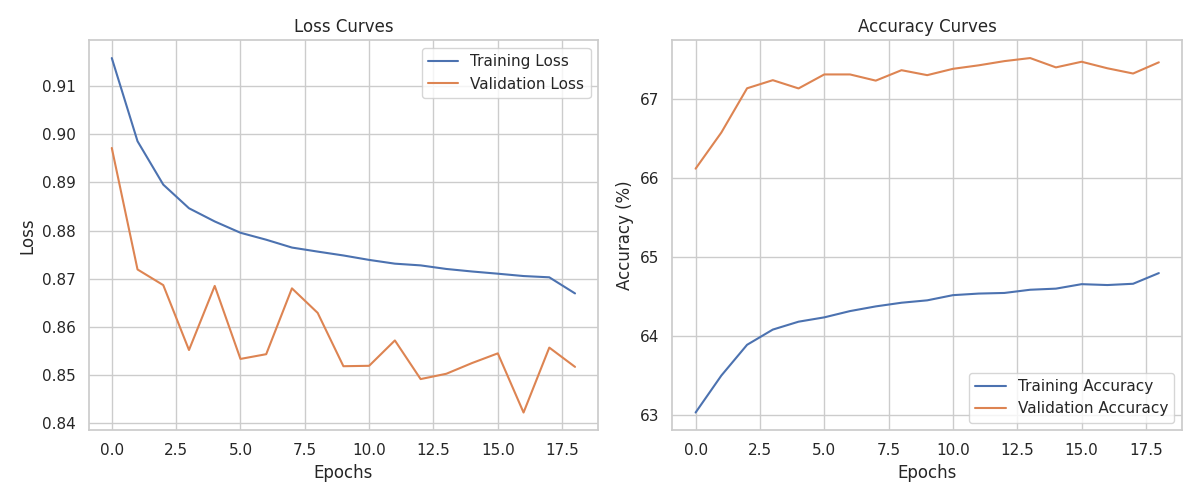 Loss Curves
Training Loss
Validation Loss
0.91
0.90
0.89
0.88
0.87
0.86
0.85
0.84
Loss
0.0 2.5 5.0 7.5 10.0 12.5 15.0 17.5
Epochs
Accuracy Curves
67
66
65
64
63
Accuracy (%)
Training Accuracy
Validation Accuracy
0.0 2.5 5.0 7.5 10.0 12.5 15.0 17.5
Epochs